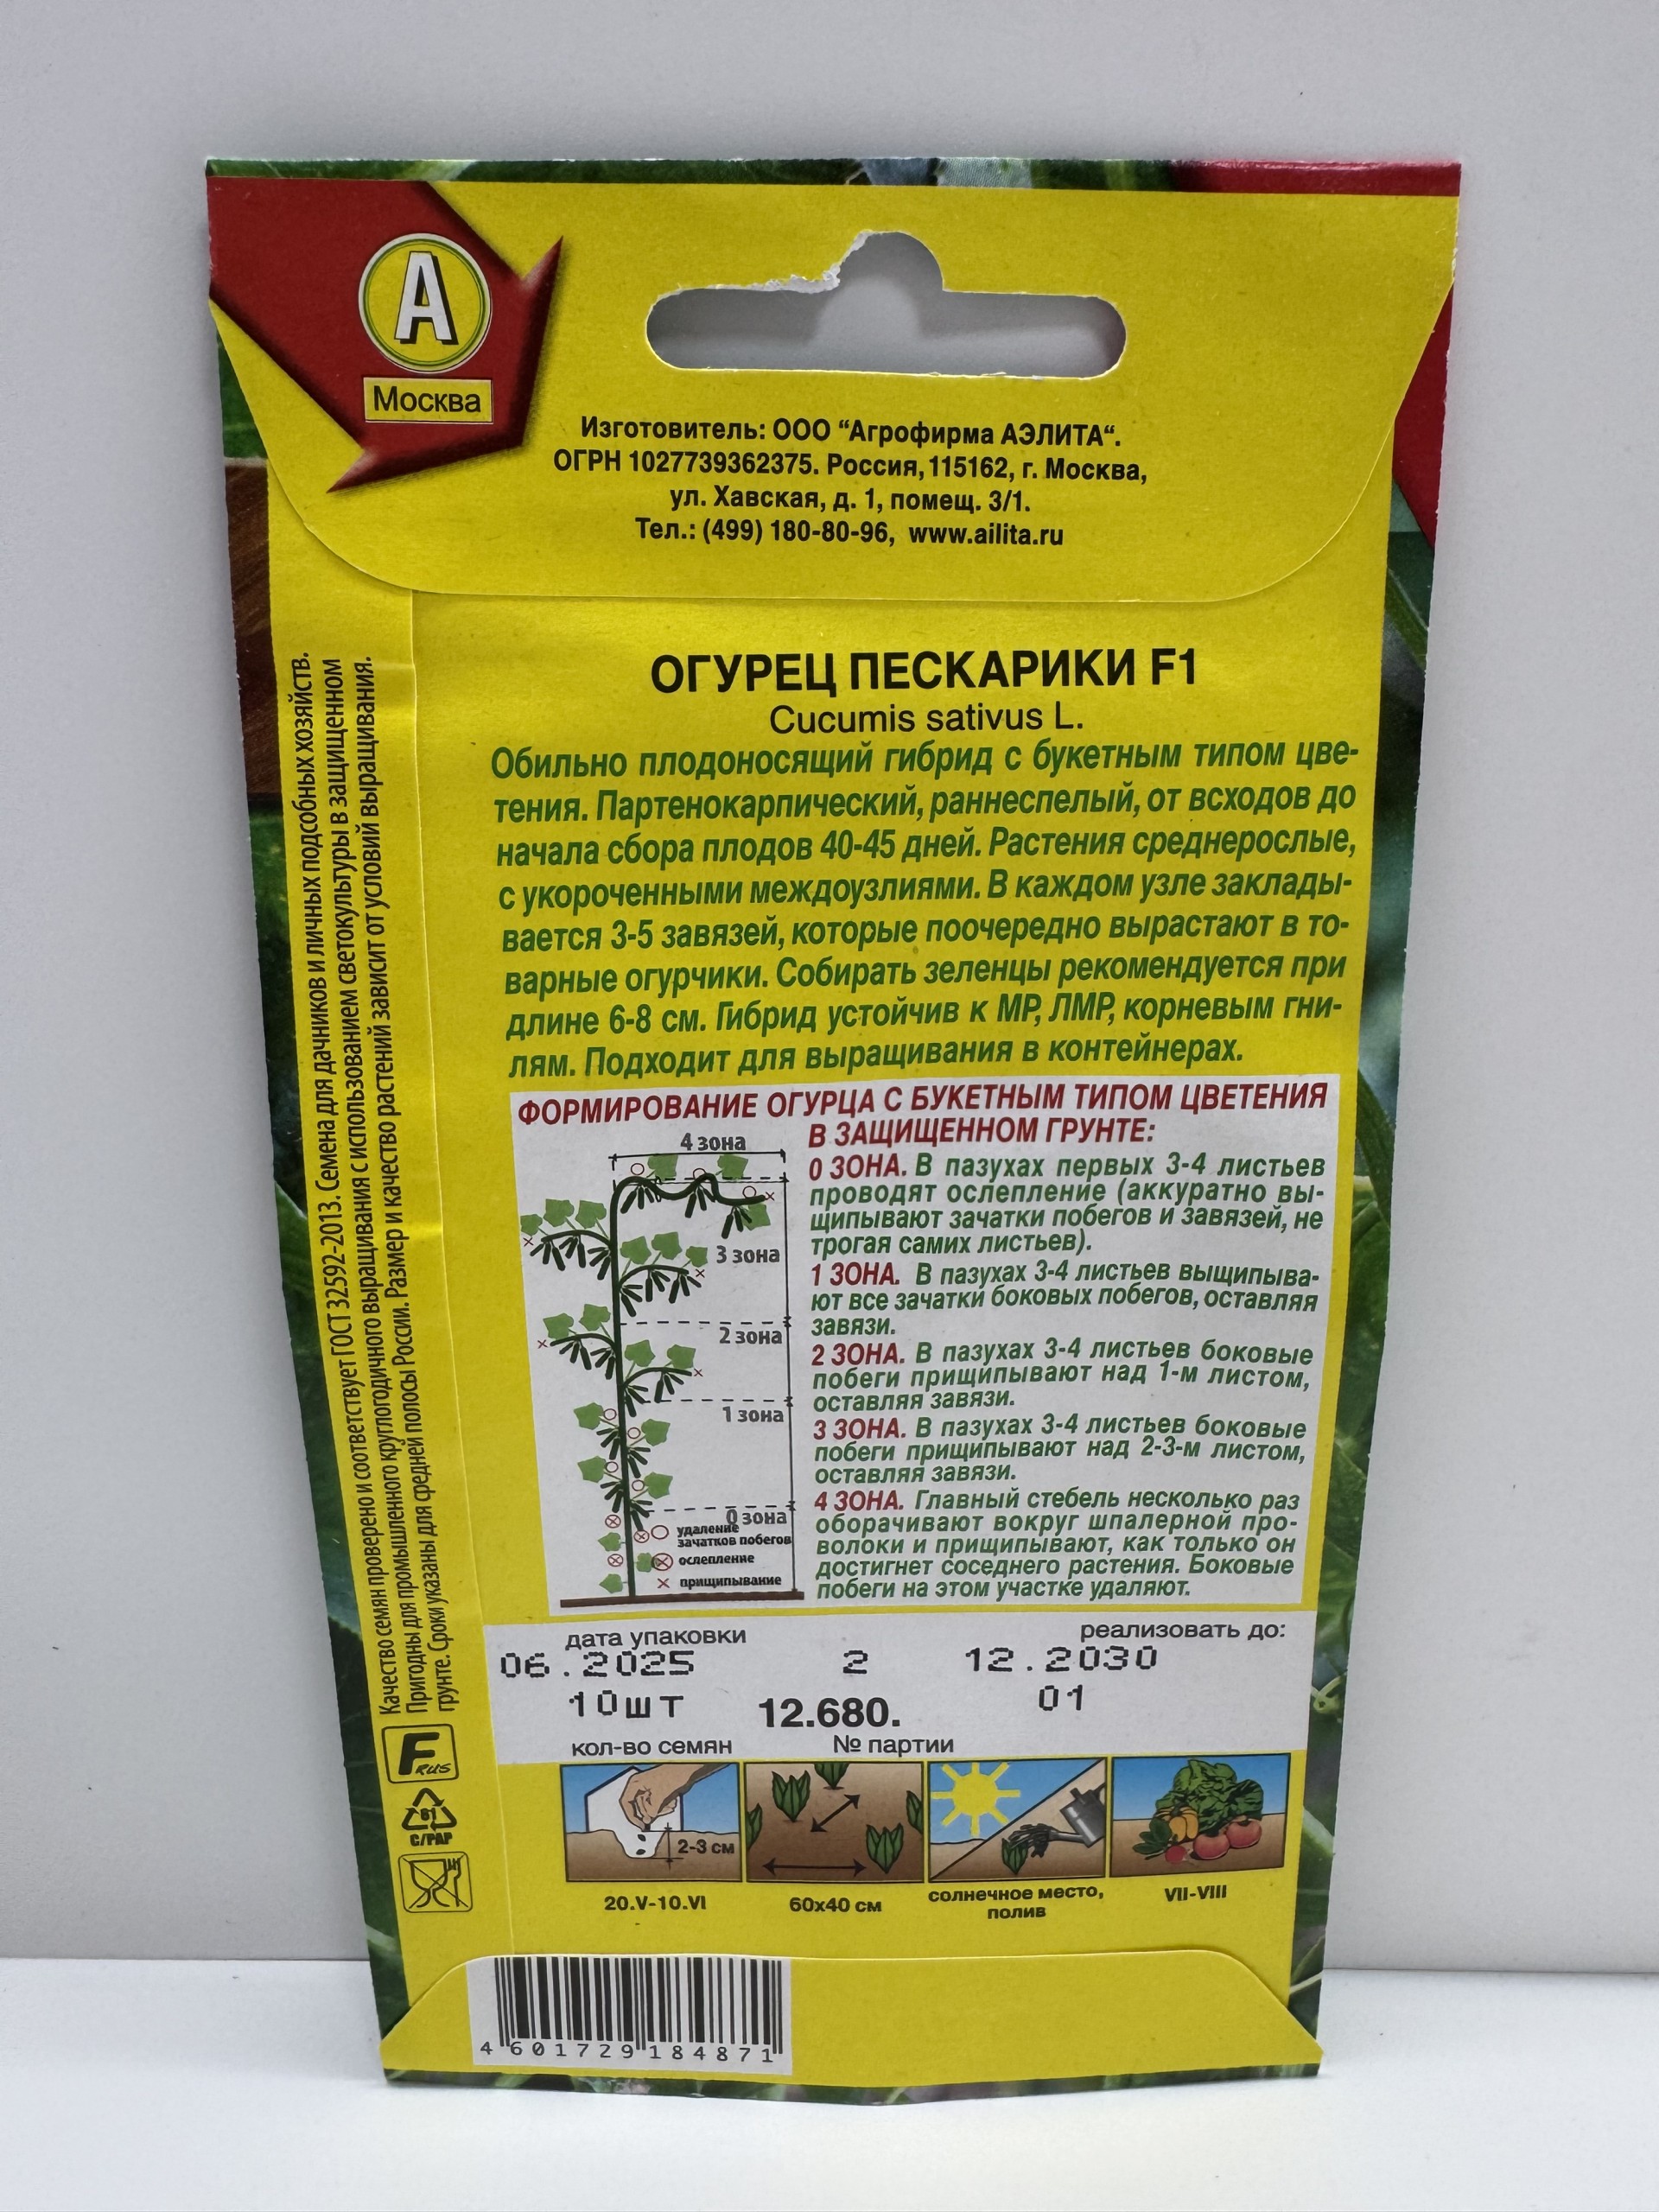 А
Москва
Изготовитель: ООО “Агрофирма АЭЛИТА“.
ОГРН 1027739362375. Россия, 115162, г. Москва,
ул. Хавская, д. 1, помещ. 3/1.
Тел.: (499) 180-80-96, www.ailita.ru
ОГУРЕЦ ПЕСКАРИКИ F1
Cucumis sativus L.
Обильно плодоносящий гибрид с букетным типом цве-
тения. Партенокарпический, раннеспелый, от всходов до
начала сбора плодов 40-45 дней. Растения среднерослые,
с укороченными междоузлиями. В каждом узле заклады-
вается 3-5 завязей, которые поочередно вырастают в то-
варные огурчики. Собирать зеленцы рекомендуется при
длине 6-8 см. Гибрид устойчив к МР, ЛМР, корневым гни-
лям. Подходит для выращивания в контейнерах.
ФОРМИРОВАНИЕ ОГУРЦА С БУКЕТНЫМ ТИПОМ ЦВЕТЕНИЯ
В ЗАЩИЩЕННОМ ГРУНТЕ:
4 зона
3 зона
2 зона
1 зона
0 зона
удаление
зачатков побегов
ослепление
прищипывание
0 ЗОНА. В пазухах первых 3-4 листьев
проводят ослепление (аккуратно вы-
щипывают зачатки побегов и завязей, не
трогая самих листьев).
1 ЗОНА. В пазухах 3-4 листьев выщипыва-
ют все зачатки боковых побегов, оставляя
завязи.
2 ЗОНА. В пазухах 3-4 листьев боковые
побеги прищипывают над 1-м листом,
оставляя завязи.
3 ЗОНА. В пазухах 3-4 листьев боковые
побеги прищипывают над 2-3-м листом,
оставляя завязи.
4 ЗОНА. Главный стебель несколько раз
оборачивают вокруг шпалерной про-
волоки и прищипывают, как только он
достигнет соседнего растения. Боковые
побеги на этом участке удаляют.
дата упаковки
реализовать до:
06.2025 2 12.2030
10шт 12.680. 01
кол-во семян № партии
2-3 см
20.V-10.VI
60х40 см
солнечное место,
полив
VII-VIII
Качество семян проверено и соответствует ГОСТ 32592-2013. Семена для дачников и личных подсобных хозяйств.
Пригодны для промышленного круглогодичного выращивания с использованием светокультуры в защищенном
грунте. Сроки указаны для средней полосы России. Размер и качество растений зависит от условий выращивания.
F RUS
81
C/PAP
4 601729 184871